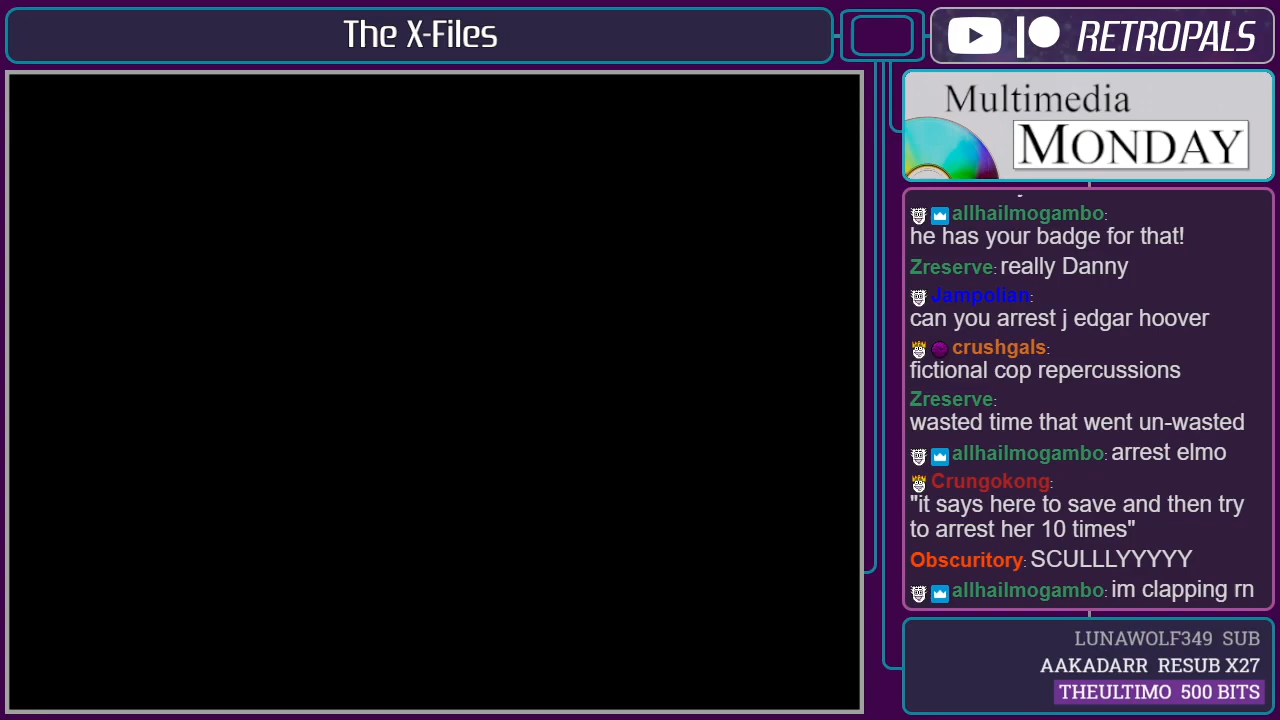 The X-Files
RETROPALS
Multimedia
MONDAY
allhailmogambo:
he has your badge for that!
Zreserve: really Danny
Jampolian:
can you arrest j edgar hoover
crushgals:
fictional cop repercussions
Zreserve:
wasted time that went un-wasted
allhailmogambo: arrest elmo
Crungokong:
"it says here to save and then try
to arrest her 10 times"
Obscuritory: SCULLLYYYYY
allhailmogambo: im clapping rn
LUNAWOLF349 SUB
AAKADARR RESUB X27
THEULTIMO 500 BITS